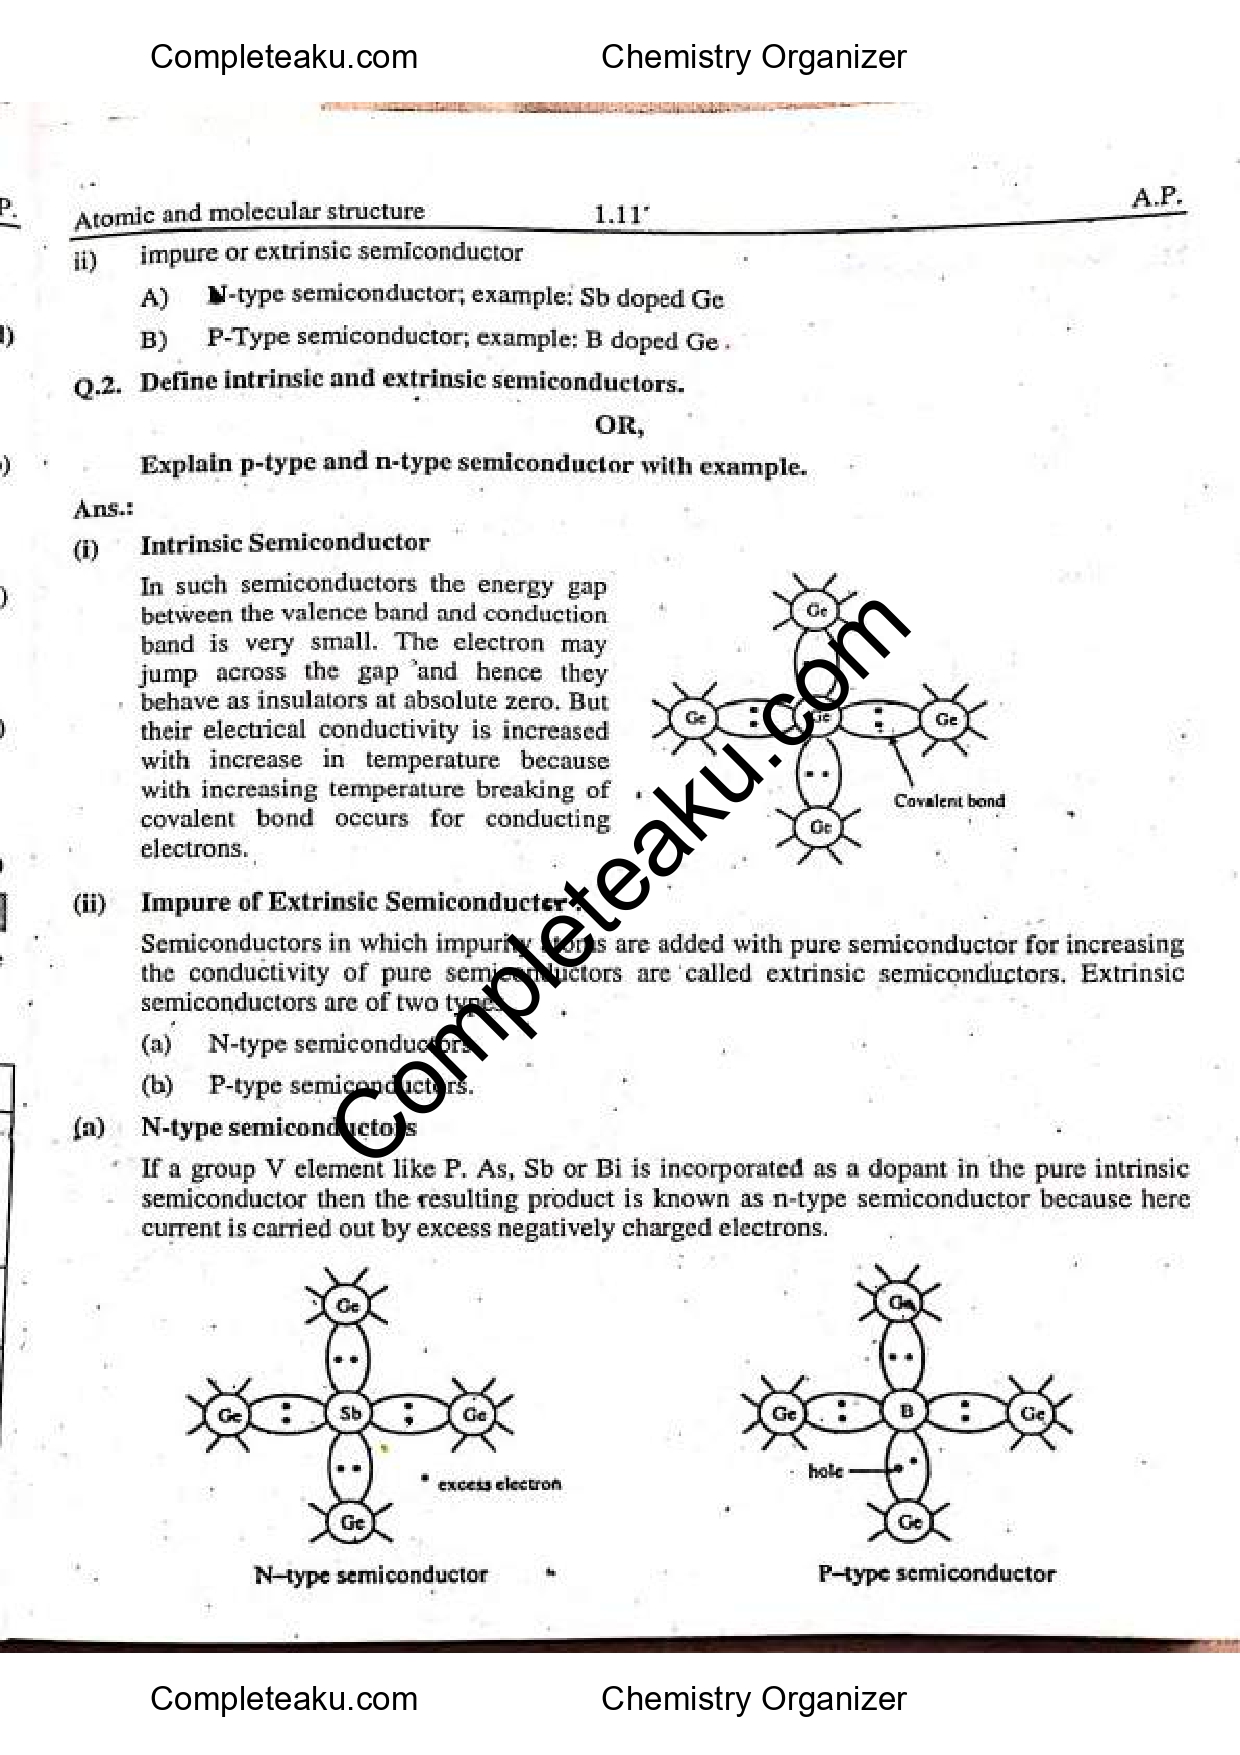 Completeaku.com Chemistry Organizer
P. Atomic and molecular structure 1.11 A.P.
ii) impure or extrinsic semiconductor
A) N-type semiconductor; example: Sb doped Ge
B) P-Type semiconductor; example: B doped Ge .
Q.2. Define intrinsic and extrinsic semiconductors.
OR,
Explain p-type and n-type semiconductor with example.
Ans.:
(i) Intrinsic Semiconductor
In such semiconductors the energy gap
between the valence band and conduction
band is very small. The electron may
jump across the gap and hence they
behave as insulators at absolute zero. But
their electrical conductivity is increased
with increase in temperature because
with increasing temperature breaking of
covalent bond occurs for conducting
electrons.
Ge
Ge Ge Ge
Covalent bond
Ge
(ii) Impure of Extrinsic Semiconductor :
Semiconductors in which impurity atoms are added with pure semiconductor for increasing
the conductivity of pure semiconductors are called extrinsic semiconductors. Extrinsic
semiconductors are of two types
(a) N-type semiconductors
(b) P-type semiconductors.
(a) N-type semiconductors
If a group V element like P. As, Sb or Bi is incorporated as a dopant in the pure intrinsic
semiconductor then the resulting product is known as n-type semiconductor because here
current is carried out by excess negatively charged electrons.
Ge
Ge Sb Ge
excess electron
Ge
N–type semiconductor
Ge
Ge B Ge
hole
Ge
P–type semiconductor
Completeaku.com
Completeaku.com Chemistry Organizer